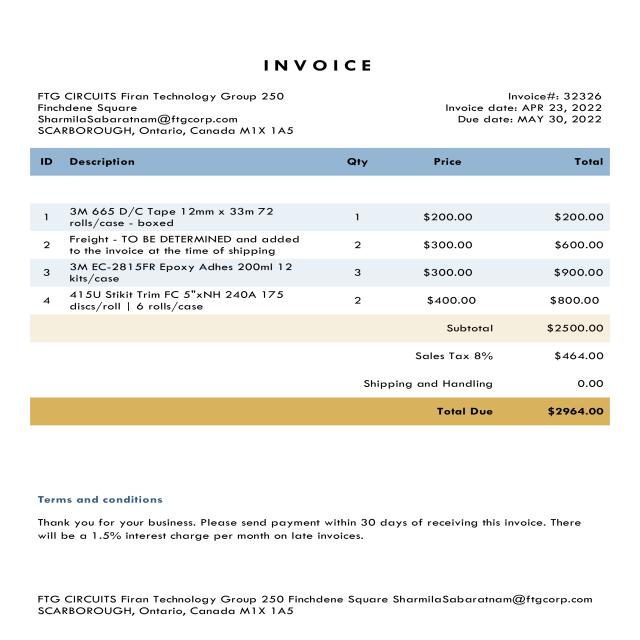 INVOICE
FTG CIRCUITS Firan Technology Group 250
Finchdene Square
SharmilaSabaratnam@ftgcorp.com
SCARBOROUGH, Ontario, Canada M1X 1A5
Invoice#: 32326
Invoice date: APR 23, 2022
Due date: MAY 30, 2022
ID Description Qty Price Total
1 3M 665 D/C Tape 12mm x 33m 72 1 $200.00 $200.00
rolls/case - boxed
2 Freight - TO BE DETERMINED and added 2 $300.00 $600.00
to the invoice at the time of shipping
3 3M EC-2815FR Epoxy Adhes 200ml 12 3 $300.00 $900.00
kits/case
4 415U Stikit Trim FC 5"xNH 240A 175 2 $400.00 $800.00
discs/roll | 6 rolls/case
Subtotal $2500.00
Sales Tax 8% $464.00
Shipping and Handling 0.00
Total Due $2964.00
Terms and conditions
Thank you for your business. Please send payment within 30 days of receiving this invoice. There
will be a 1.5% interest charge per month on late invoices.
FTG CIRCUITS Firan Technology Group 250 Finchdene Square SharmilaSabaratnam@ftgcorp.com
SCARBOROUGH, Ontario, Canada M1X 1A5